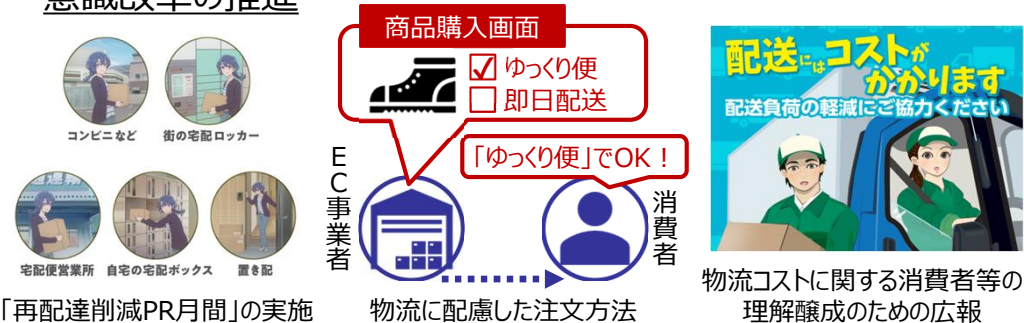 意識改革の推進
コンビニなど
街の宅配ロッカー
宅配便営業所
自宅の宅配ボックス
置き配
「再配達削減PR月間」の実施
商品購入画面
ゆっくり便
即日配送
「ゆっくり便」でOK！
EC事業者
消費者
物流に配慮した注文方法
配送にはコストが
かかります
配送負荷の軽減にご協力ください
物流コストに関する消費者等の
理解醸成のための広報